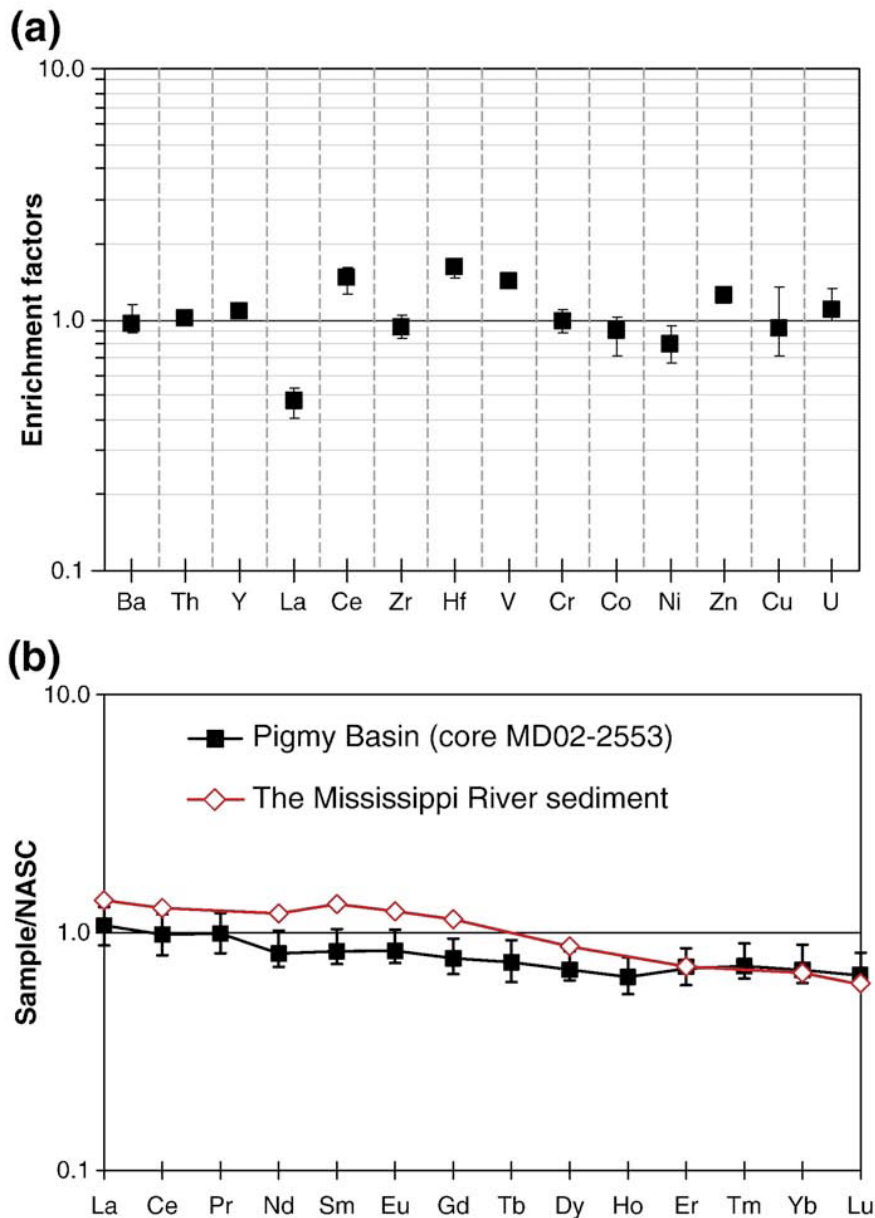 (a)
10.0
Enrichment factors
1.0
0.1
Ba Th Y La Ce Zr Hf V Cr Co Ni Zn Cu U
(b)
10.0
Pigmy Basin (core MD02-2553)
The Mississippi River sediment
Sample/NASC
1.0
0.1
La Ce Pr Nd Sm Eu Gd Tb Dy Ho Er Tm Yb Lu